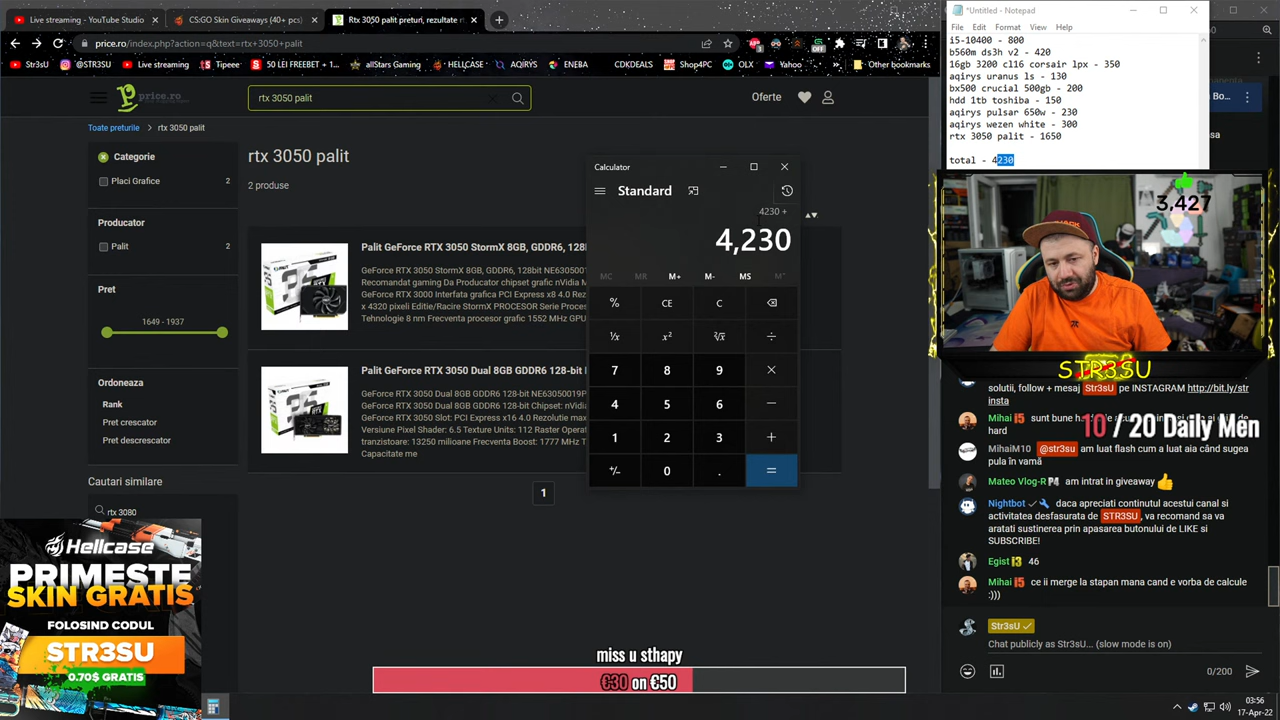 Live streaming - YouTube Studio
CS:GO Skin Giveaways (40+ pcs)
Rtx 3050 palit preturi, rezultate r
price.ro/index.php?action=q&text=rtx+3050+palit
Str3sU
@STR3SU
Live streaming
Tipeee
50 LEI FREEBET + 1...
allStars Gaming
HELLCASE
AQIRYS
ENEBA
CDKDEALS
Shop4PC
OLX
Yahoo
Other bookmarks
price.ro
rtx 3050 palit
Oferte
Toate preturile > rtx 3050 palit
Categorie
Placi Grafice 2
Producator
Palit 2
Pret
1649 - 1937
Ordoneaza
Rank
Pret crescator
Pret descrescator
Cautari similare
rtx 3080
rtx 3050 palit
2 produse
Palit GeForce RTX 3050 StormX 8GB, GDDR6, 128
GeForce RTX 3050 StormX 8GB, GDDR6, 128bit NE6305001
Recomandat gaming Da Producator chipset grafic nVidia M
GeForce RTX 3000 Interfata grafica PCI Express x8 4.0 Rez
x 4320 pixeli Editie/Racire StormX PROCESOR Serie Proces
Tehnologie 8 nm Frecventa procesor grafic 1552 MHz GPU
Palit GeForce RTX 3050 Dual 8GB GDDR6 128-bit
GeForce RTX 3050 Dual 8GB GDDR6 128-bit NE63050019P
GeForce RTX 3050 Dual 8GB GDDR6 128-bit Chipset: nVidia
GeForce RTX 3050 Slot: PCI Express x16 4.0 Rezolutie max
Versiune Pixel Shader: 6.5 Texture Units: 112 Raster Operat
tranzistoare: 13250 milioane Frecventa Boost: 1777 MHz T
Capacitate me
1
Calculator
Standard
4230 +
4,230
MC MR M+ M- MS M˅
% CE C
¹/x x² ²√x ÷
7 8 9 ×
4 5 6 −
1 2 3 +
+/- 0 . =
*Untitled - Notepad
File Edit Format View Help
i5-10400 - 800
b560m ds3h v2 - 420
16gb 3200 cl16 corsair lpx - 350
aqirys uranus ls - 130
bx500 crucial 500gb - 200
hdd 1tb toshiba - 150
aqirys pulsar 650w - 230
aqirys wezen white - 300
rtx 3050 palit - 1650
total - 4230
Bo...
3,427
STR3SU
solutii, follow + mesaj Str3sU pe INSTAGRAM http://bit.ly/str
insta
Mihai i5 sunt bune h
hard
10 / 20 Daily Men
MihaiM10 @str3su am luat flash cum a luat aia când sugea
pula în vamă
Mateo Vlog-R P4 am intrat in giveaway
Nightbot daca apreciati continutul acestui canal si
activitatea desfasurata de STR3SU, va recomand sa va
aratati sustinerea prin apasarea butonului de LIKE si
SUBSCRIBE!
Egist i3 46
Mihai i5 ce ii merge la stapan mana cand e vorba de calcule
:)))
Str3sU
Chat publicly as Str3sU... (slow mode is on)
0/200
Hellcase
PRIMESTE
SKIN GRATIS
FOLOSIND CODUL
STR3SU
0.70$ GRATIS
miss u sthapy
€30 on €50
03:56
17-Apr-22